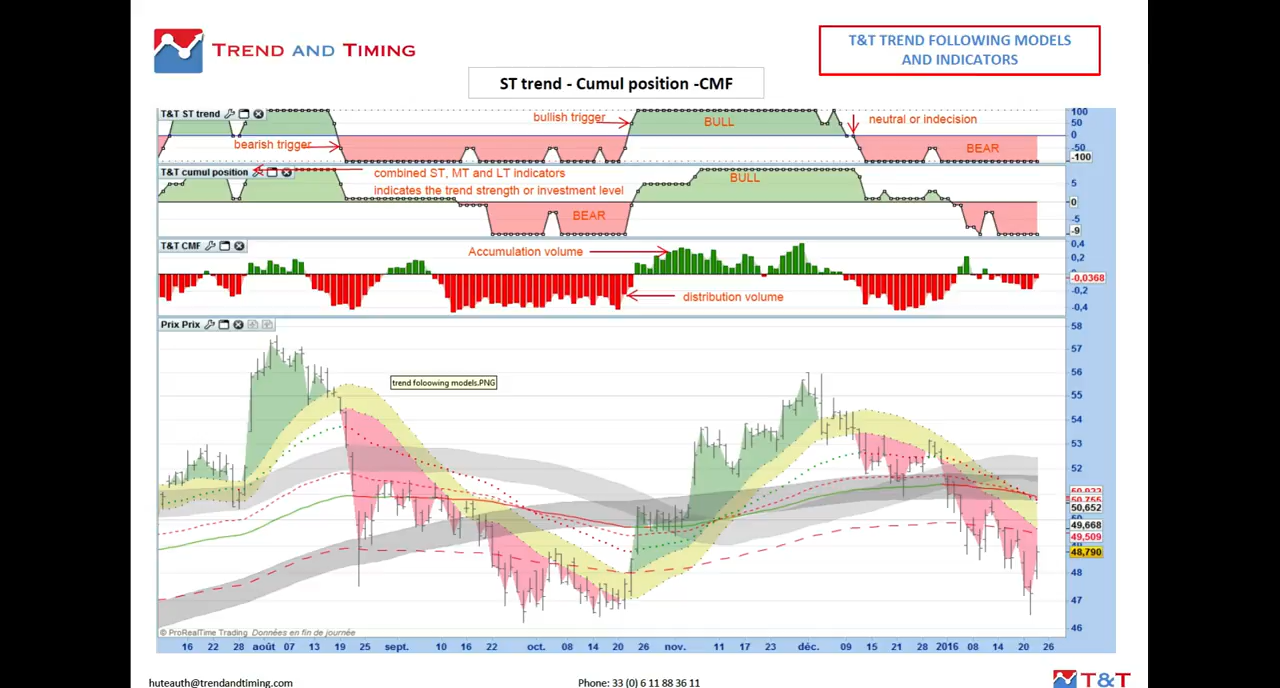 TREND AND TIMING
T&T TREND FOLLOWING MODELS
AND INDICATORS
ST trend - Cumul position -CMF
T&T ST trend
bullish trigger
BULL
neutral or indecision
bearish trigger
BEAR
100
50
0
-50
-100
T&T cumul position
combined ST, MT and LT indicators
indicates the trend strength or investment level
BULL
BEAR
5
0
-5
-9
T&T CMF
Accumulation volume
distribution volume
0,4
0,2
-0,0368
-0,2
-0,4
Prix Prix
trend foloowing models.PNG
58
57
56
55
54
53
52
50,652
49,668
49,509
48,790
48
47
46
© ProRealTime Trading Données en fin de journée
16 22 28 août 07 13 19 25 sept. 10 16 22 oct. 08 14 20 26 nov. 11 17 23 déc. 09 15 21 28 2016 08 14 20 26
huteauth@trendandtiming.com
Phone: 33 (0) 6 11 88 36 11
T&T